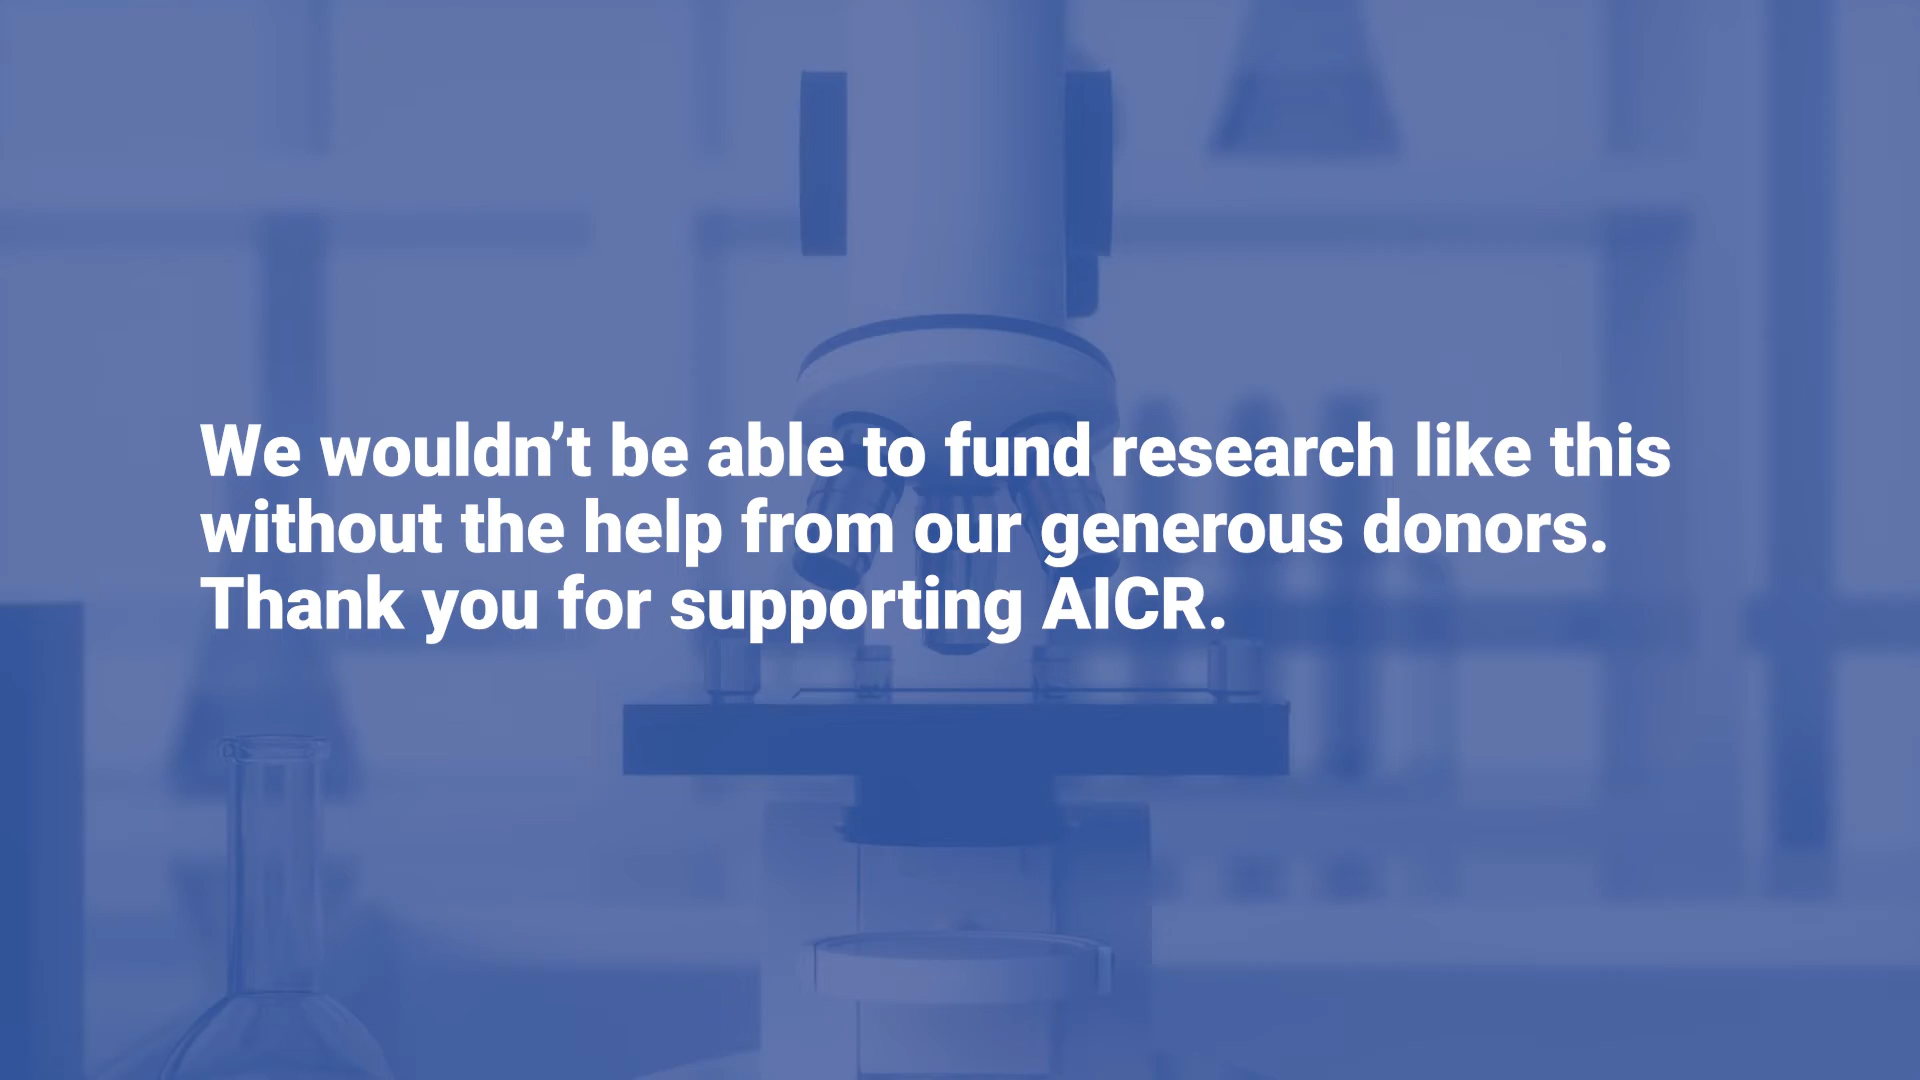 We wouldn’t be able to fund research like this
without the help from our generous donors.
Thank you for supporting AICR.